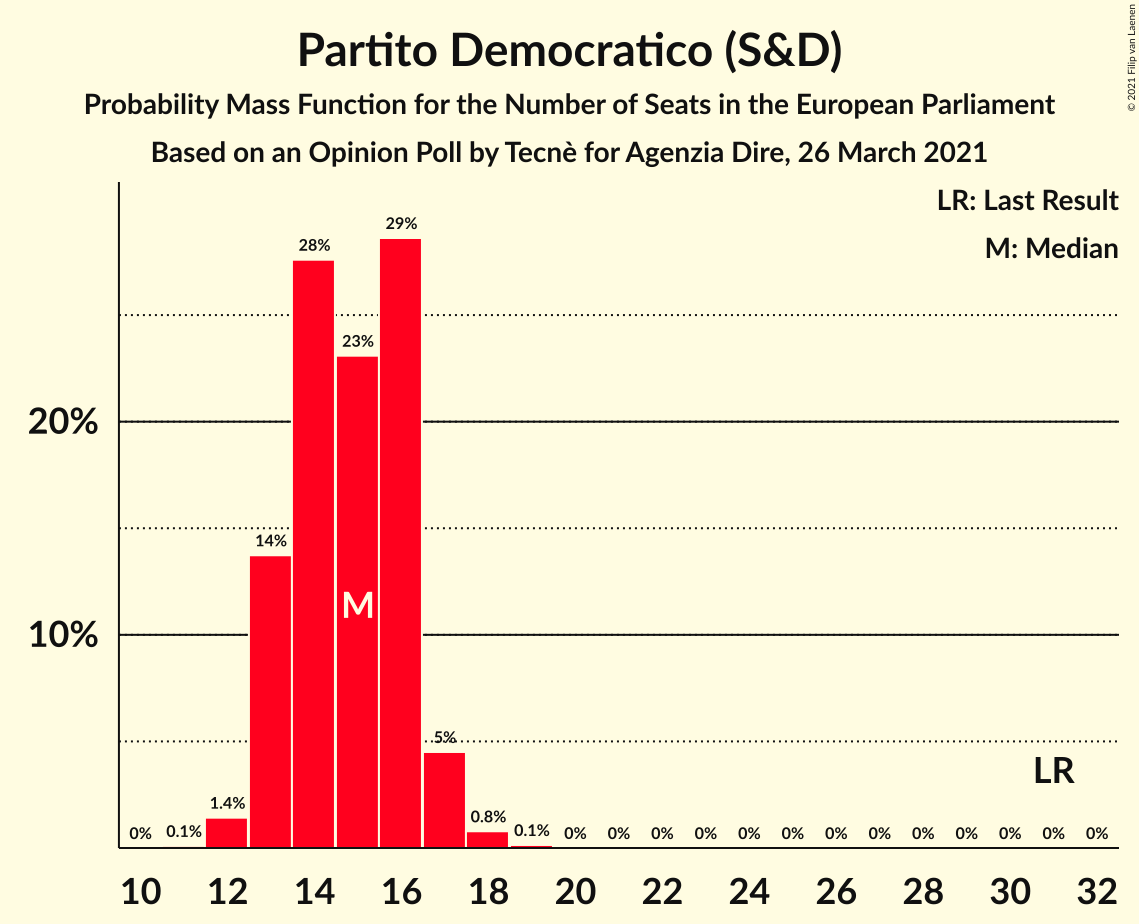 Partito Democratico (S&D)
Probability Mass Function for the Number of Seats in the European Parliament
Based on an Opinion Poll by Tecnè for Agenzia Dire, 26 March 2021
© 2021 Filip van Laenen
LR: Last Result
M: Median
20%
10%
0% 0.1% 1.4% 14% 28% 23% 29% 5% 0.8% 0.1% 0% 0% 0% 0% 0% 0% 0% 0% 0% 0% 0% 0% 0%
M
LR
10 12 14 16 18 20 22 24 26 28 30 32